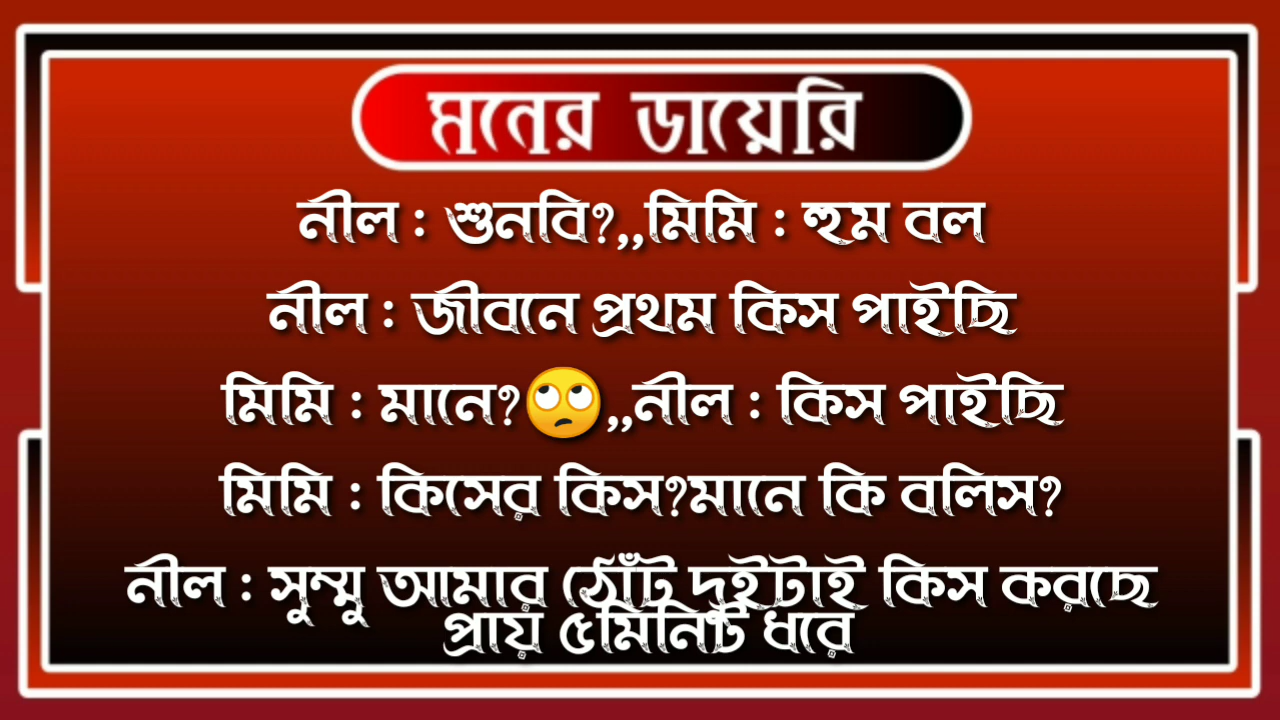 মনের ডায়েরি
নীল : শুনবি?,,মিমি : হুম বল
নীল : জীবনে প্রথম কিস পাইছি
মিমি : মানে?🙄,,নীল : কিস পাইছি
মিমি : কিসের কিস?মানে কি বলিস?
নীল : সুম্মু আমার ঠোঁট দুইটাই কিস করছে
প্রায় ৫মিনিট ধরে